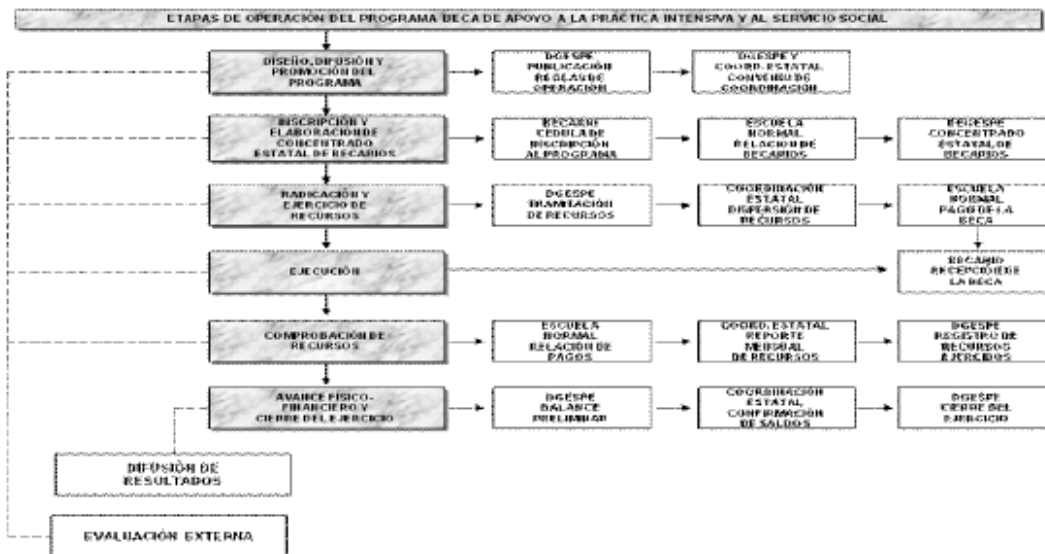 ETAPAS DE OPERACIÓN DEL PROGRAMA BECA DE APOYO A LA PRÁCTICA INTENSIVA Y AL SERVICIO SOCIAL
DISEÑO, DIFUSIÓN Y
PROMOCIÓN DEL
PROGRAMA
DGESPE
PUBLICACIÓN
REGLAS DE
OPERACIÓN
DGESPE Y
COORD. ESTATAL
CONVENIO DE
COORDINACIÓN
INSCRIPCIÓN Y
ELABORACIÓN DE
CONCENTRADO
ESTATAL DE BECARIOS
BECARIO
CEDULA DE
INSCRIPCIÓN
AL PROGRAMA
ESCUELA
NORMAL
RELACION DE
BECARIOS
DGESPE
CONCENTRADO
ESTATAL DE
BECARIOS
RADICACIÓN Y
EJERCICIO DE
RECURSOS
DGESPE
TRAMITACIÓN
DE RECURSOS
COORDINACIÓN
ESTATAL
DISPERSIÓN DE
RECURSOS
ESCUELA
NORMAL
PAGO DE LA
BECA
EJECUCIÓN
BECARIO
RECEPCIÓN DE
LA BECA
COMPROBACIÓN DE
RECURSOS
ESCUELA
NORMAL
RELACIÓN DE
PAGOS
COORD. ESTATAL
REPORTE
MENSUAL
DE RECURSOS
DGESPE
REGISTRO DE
RECURSOS
EJERCIDOS
AVANCE FÍSICO-
FINANCIERO Y
CIERRE DEL EJERCICIO
DGESPE
BALANCE
PRELIMINAR
COORDINACIÓN
ESTATAL
CONFIRMACIÓN
DE SALDOS
DGESPE
CIERRE DEL
EJERCICIO
DIFUSIÓN DE
RESULTADOS
EVALUACIÓN EXTERNA